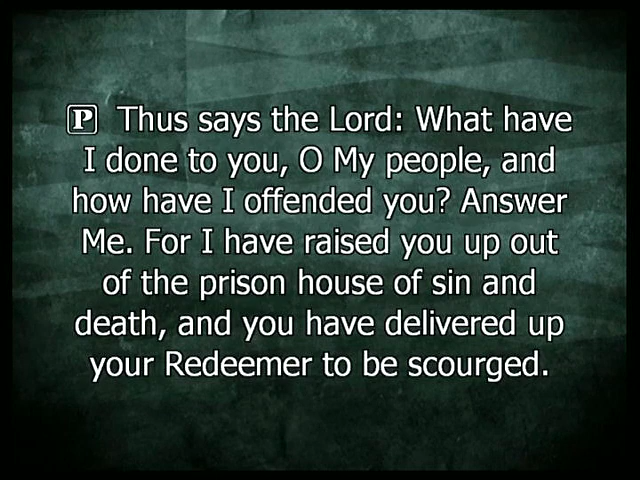 P Thus says the Lord: What have
I done to you, O My people, and
how have I offended you? Answer
Me. For I have raised you up out
of the prison house of sin and
death, and you have delivered up
your Redeemer to be scourged.